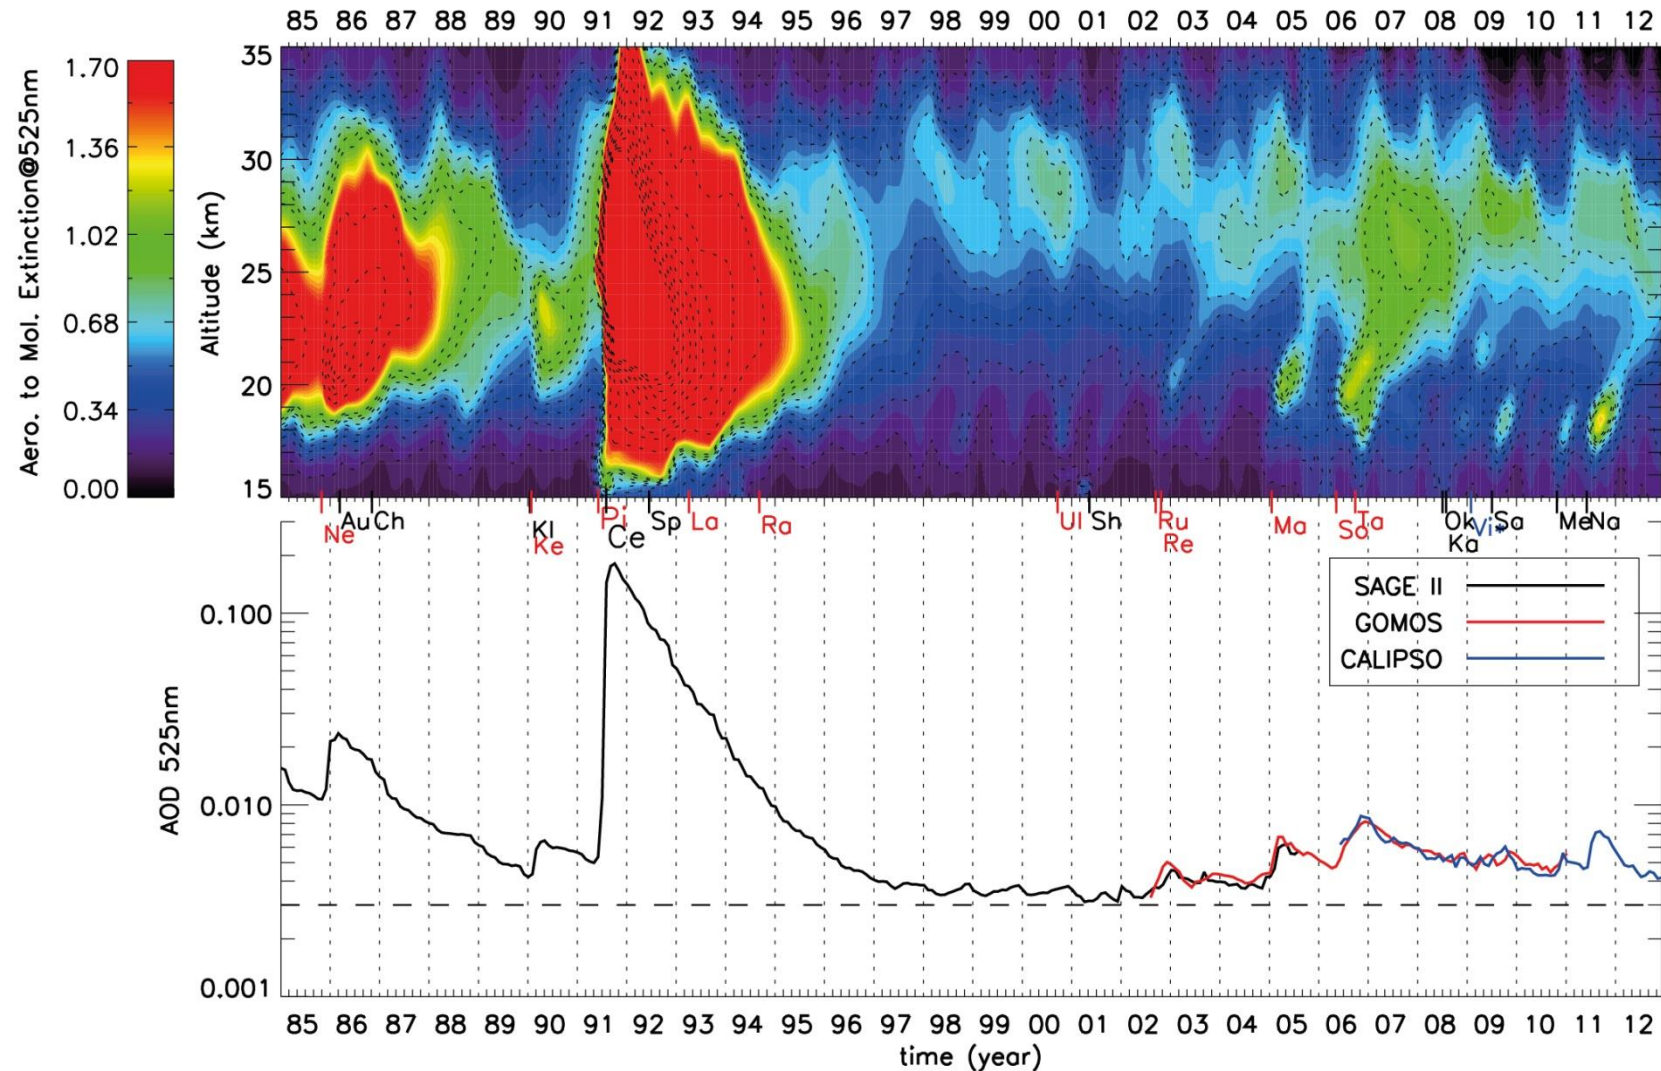 85 86 87 88 89 90 91 92 93 94 95 96 97 98 99 00 01 02 03 04 05 06 07 08 09 10 11 12
Aero. to Mol. Extinction@525nm
1.70
1.36
1.02
0.68
0.34
0.00
Altitude (km)
35
30
25
20
15
Ne Au Ch Kl Pi Sp La Ra Ul Sh Ru Ma So Ta Ok Vi+ Sa Me Na
Ke Ce Re Ka
SAGE II
GOMOS
CALIPSO
AOD 525nm
0.100
0.010
0.001
85 86 87 88 89 90 91 92 93 94 95 96 97 98 99 00 01 02 03 04 05 06 07 08 09 10 11 12
time (year)